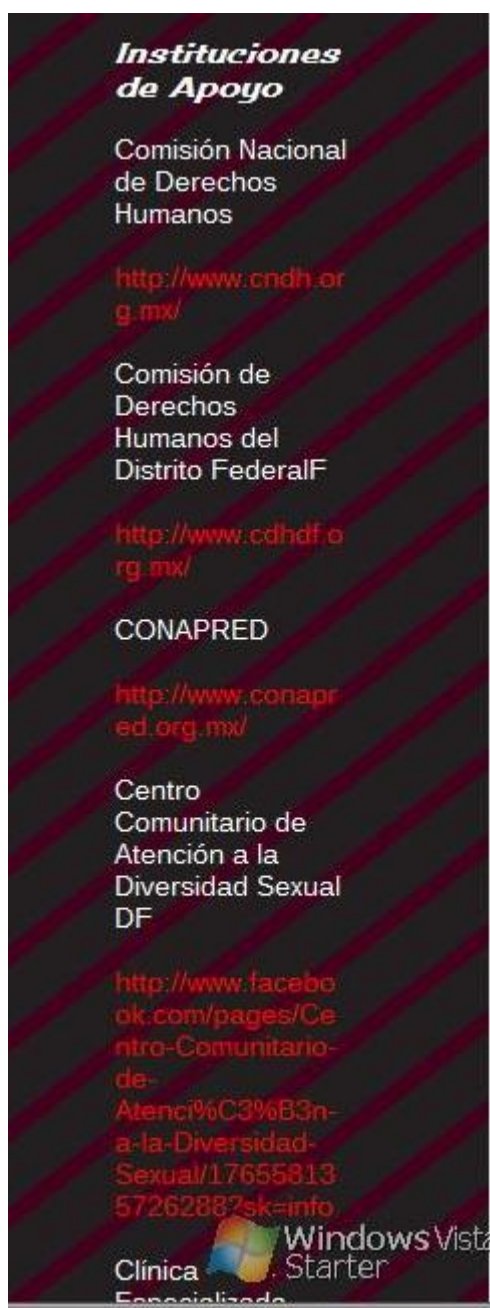 Instituciones
de Apoyo
Comisión Nacional
de Derechos
Humanos
http://www.cndh.or
g.mx/
Comisión de
Derechos
Humanos del
Distrito FederalF
http://www.cdhdf.o
rg.mx/
CONAPRED
http://www.conapr
ed.org.mx/
Centro
Comunitario de
Atención a la
Diversidad Sexual
DF
http://www.facebo
ok.com/pages/Ce
ntro-Comunitario-
de-
Atenci%C3%B3n-
a-la-Diversidad-
Sexual/17655813
5726288?sk=info
Windows Vista
Starter
Clínica
Especializada